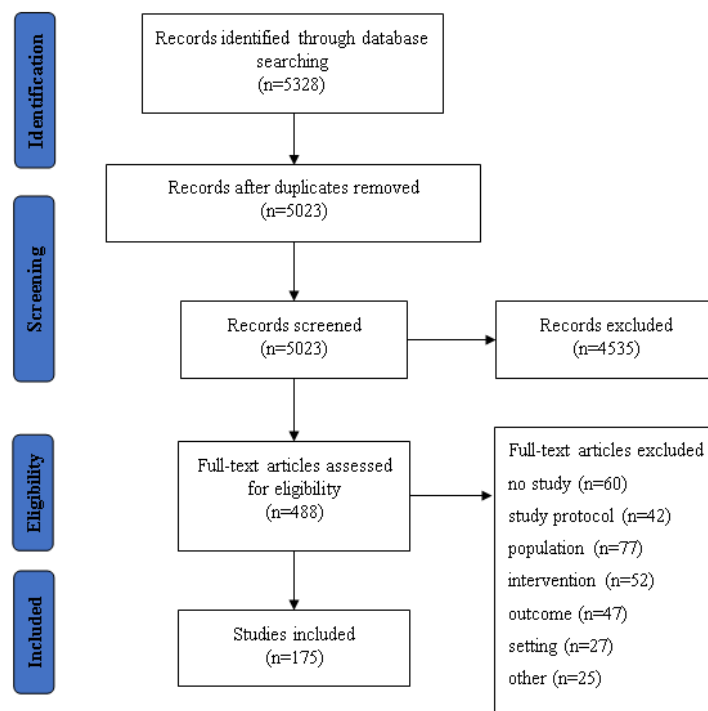 Identification
Records identified through database
searching
(n=5328)
Records after duplicates removed
(n=5023)
Screening
Records screened
(n=5023)
Records excluded
(n=4535)
Eligibility
Full-text articles assessed
for eligibility
(n=488)
Full-text articles excluded
no study (n=60)
study protocol (n=42)
population (n=77)
intervention (n=52)
outcome (n=47)
setting (n=27)
other (n=25)
Included
Studies included
(n=175)